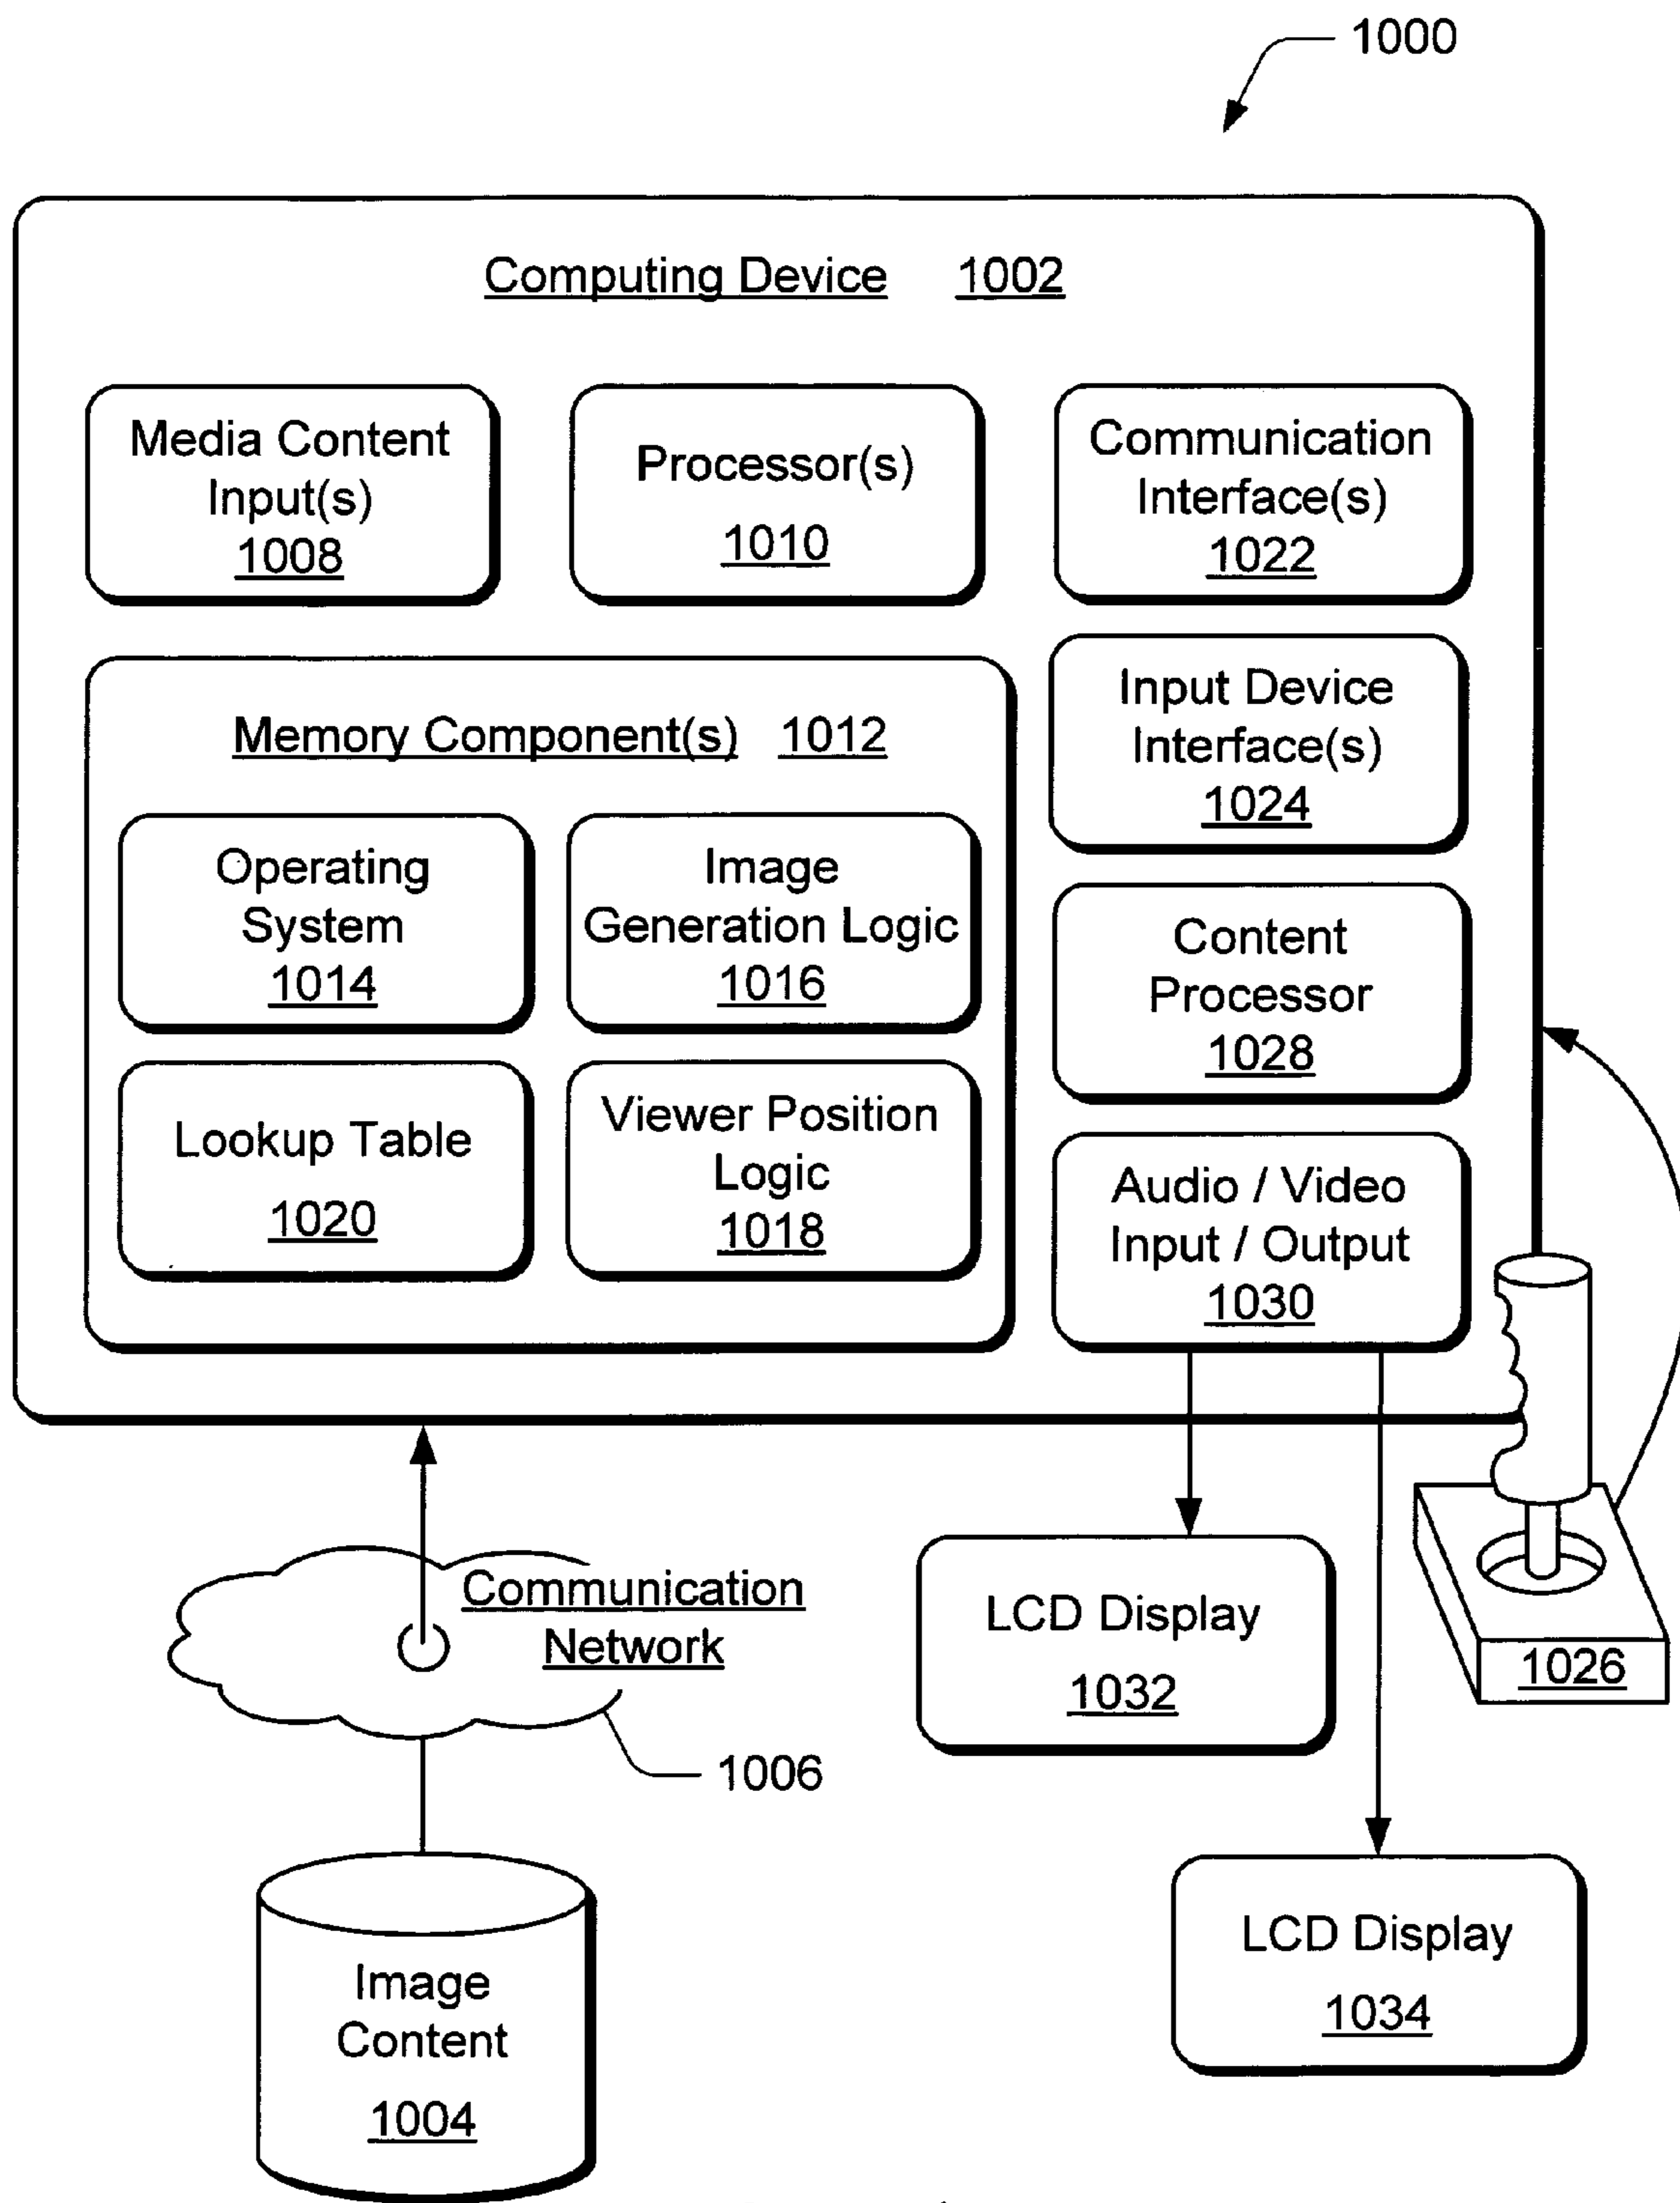 1000
Computing Device 1002
Media Content
Input(s)
1008
Processor(s)
1010
Communication
Interface(s)
1022
Memory Component(s) 1012
Operating
System
1014
Image
Generation Logic
1016
Lookup Table
1020
Viewer Position
Logic
1018
Input Device
Interface(s)
1024
Content
Processor
1028
Audio / Video
Input / Output
1030
Communication
Network
1006
LCD Display
1032
1026
LCD Display
1034
Image
Content
1004